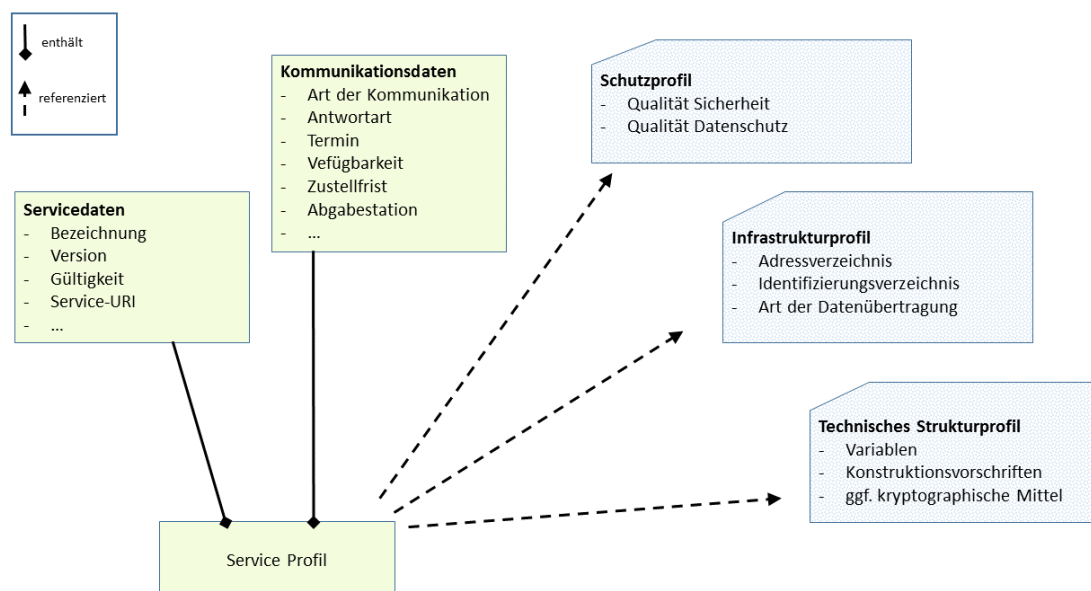 enthält
referenziert
Kommunikationsdaten
- Art der Kommunikation
- Antwortart
- Termin
- Vefügbarkeit
- Zustellfrist
- Abgabestation
- ...
Schutzprofil
- Qualität Sicherheit
- Qualität Datenschutz
Servicedaten
- Bezeichnung
- Version
- Gültigkeit
- Service-URI
- ...
Infrastrukturprofil
- Adressverzeichnis
- Identifizierungsverzeichnis
- Art der Datenübertragung
Technisches Strukturprofil
- Variablen
- Konstruktionsvorschriften
- ggf. kryptographische Mittel
Service Profil